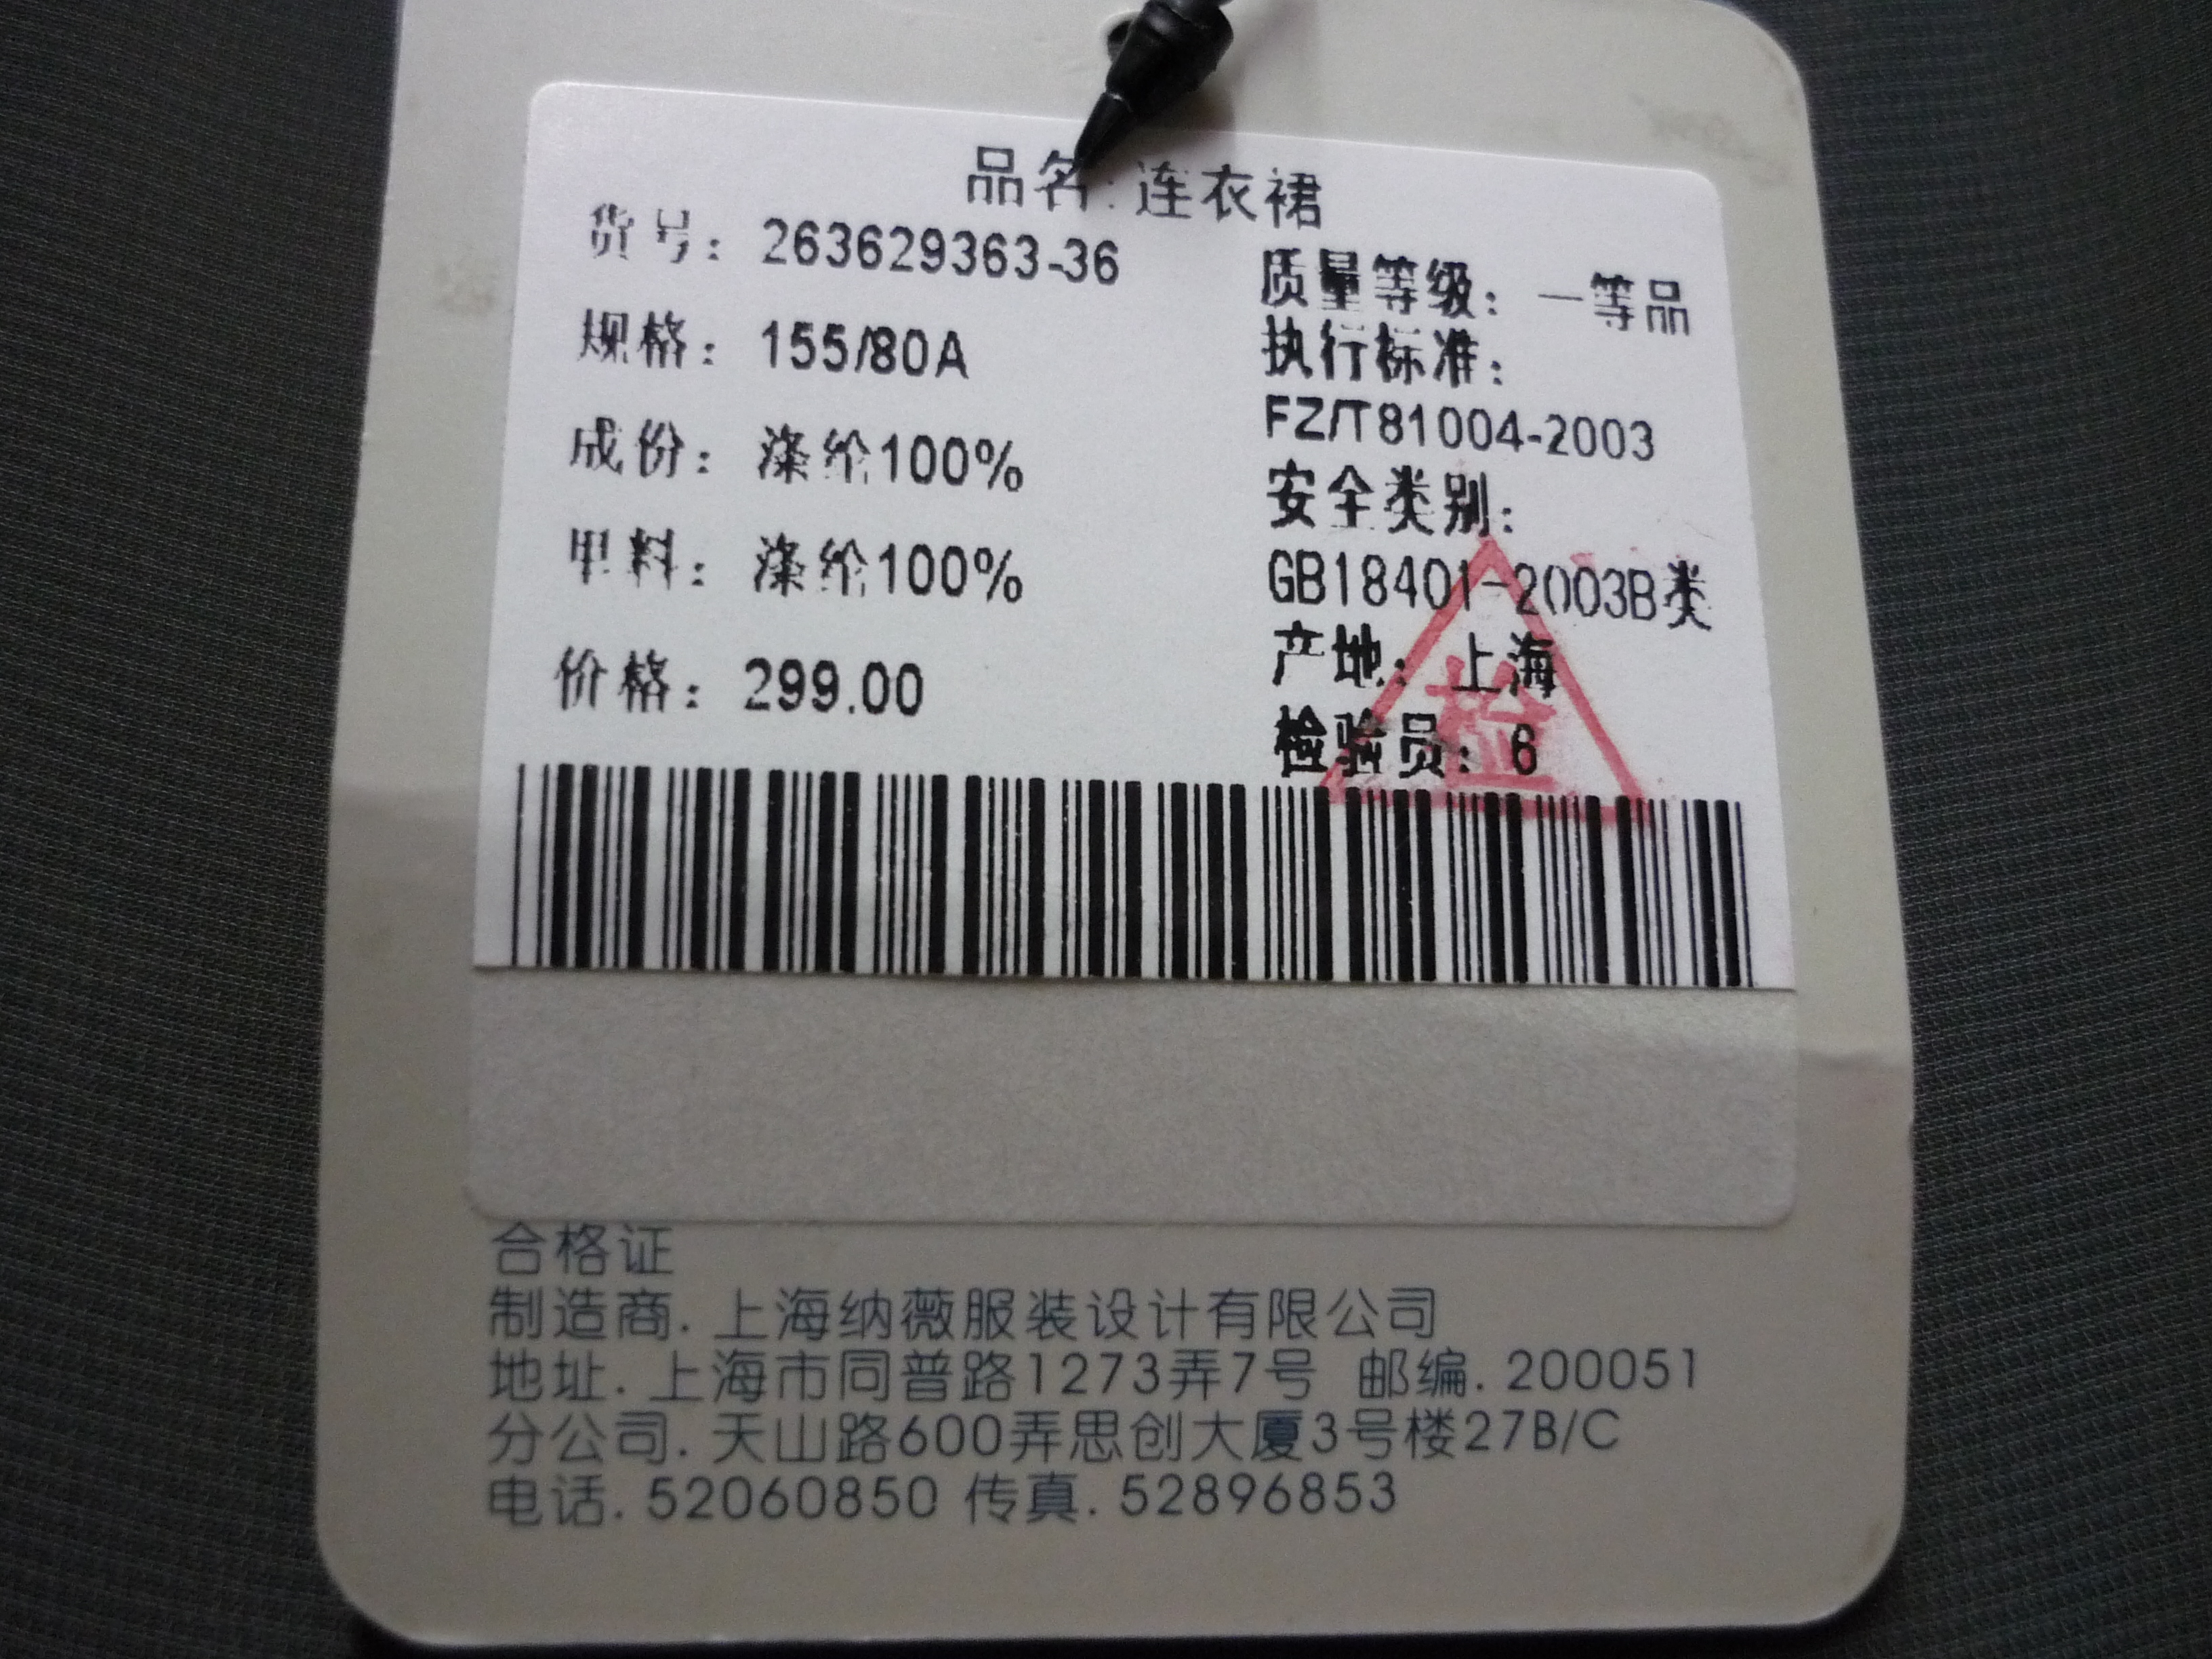 品名:连衣裙
货号：263629363-36
规格：155/80A
成份：涤纶100%
里料：涤纶100%
价格：299.00
质量等级：一等品
执行标准：
FZ/T81004-2003
安全类别：
GB18401-2003B类
产地：上海
检验员：6
检
合格证
制造商.上海纳薇服装设计有限公司
地址.上海市同普路1273弄7号 邮编.200051
分公司.天山路600弄思创大厦3号楼27B/C
电话.52060850 传真.52896853